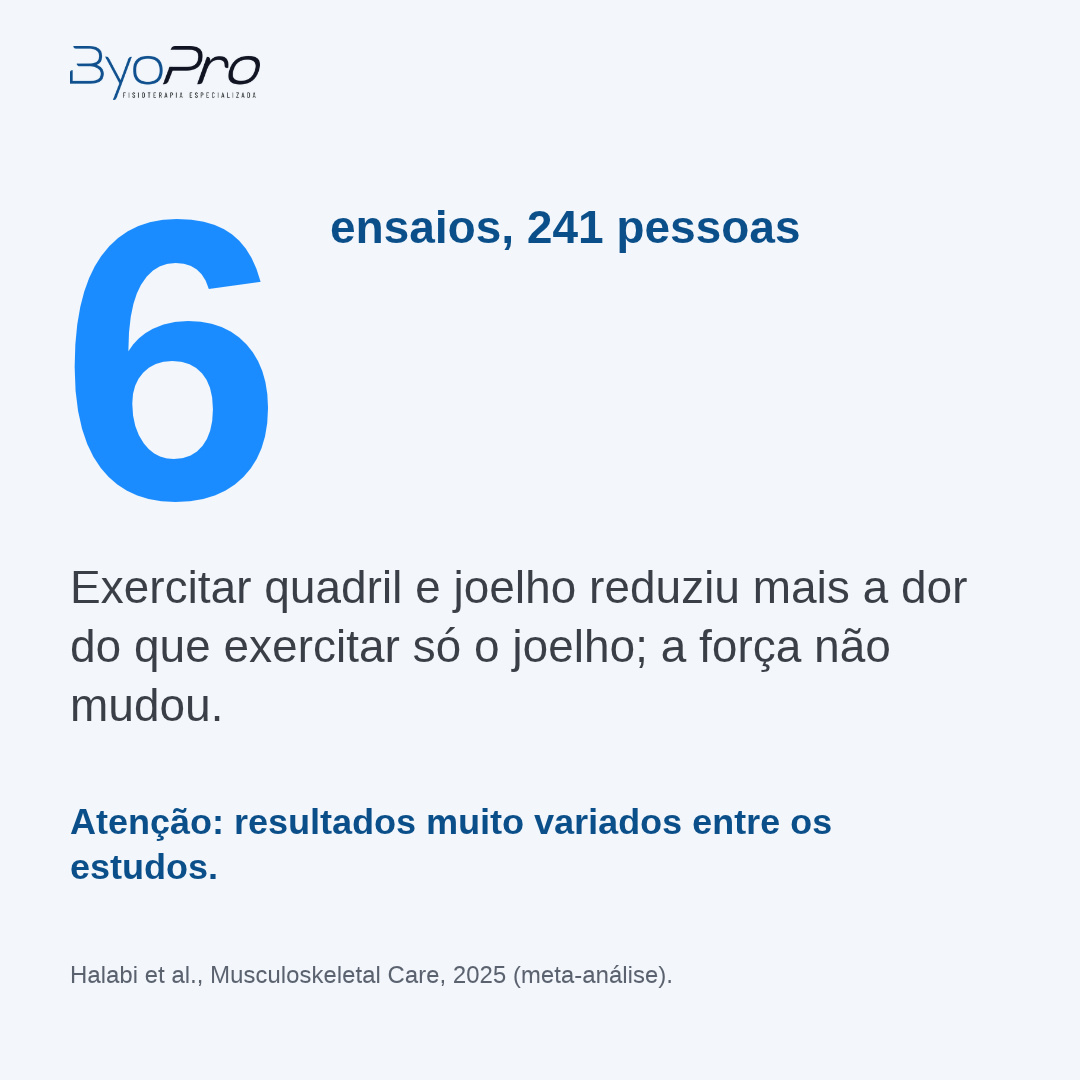 ByoPro
FISIOTERAPIA ESPECIALIZADA
6
ensaios, 241 pessoas
Exercitar quadril e joelho reduziu mais a dor
do que exercitar só o joelho; a força não
mudou.
Atenção: resultados muito variados entre os
estudos.
Halabi et al., Musculoskeletal Care, 2025 (meta-análise).